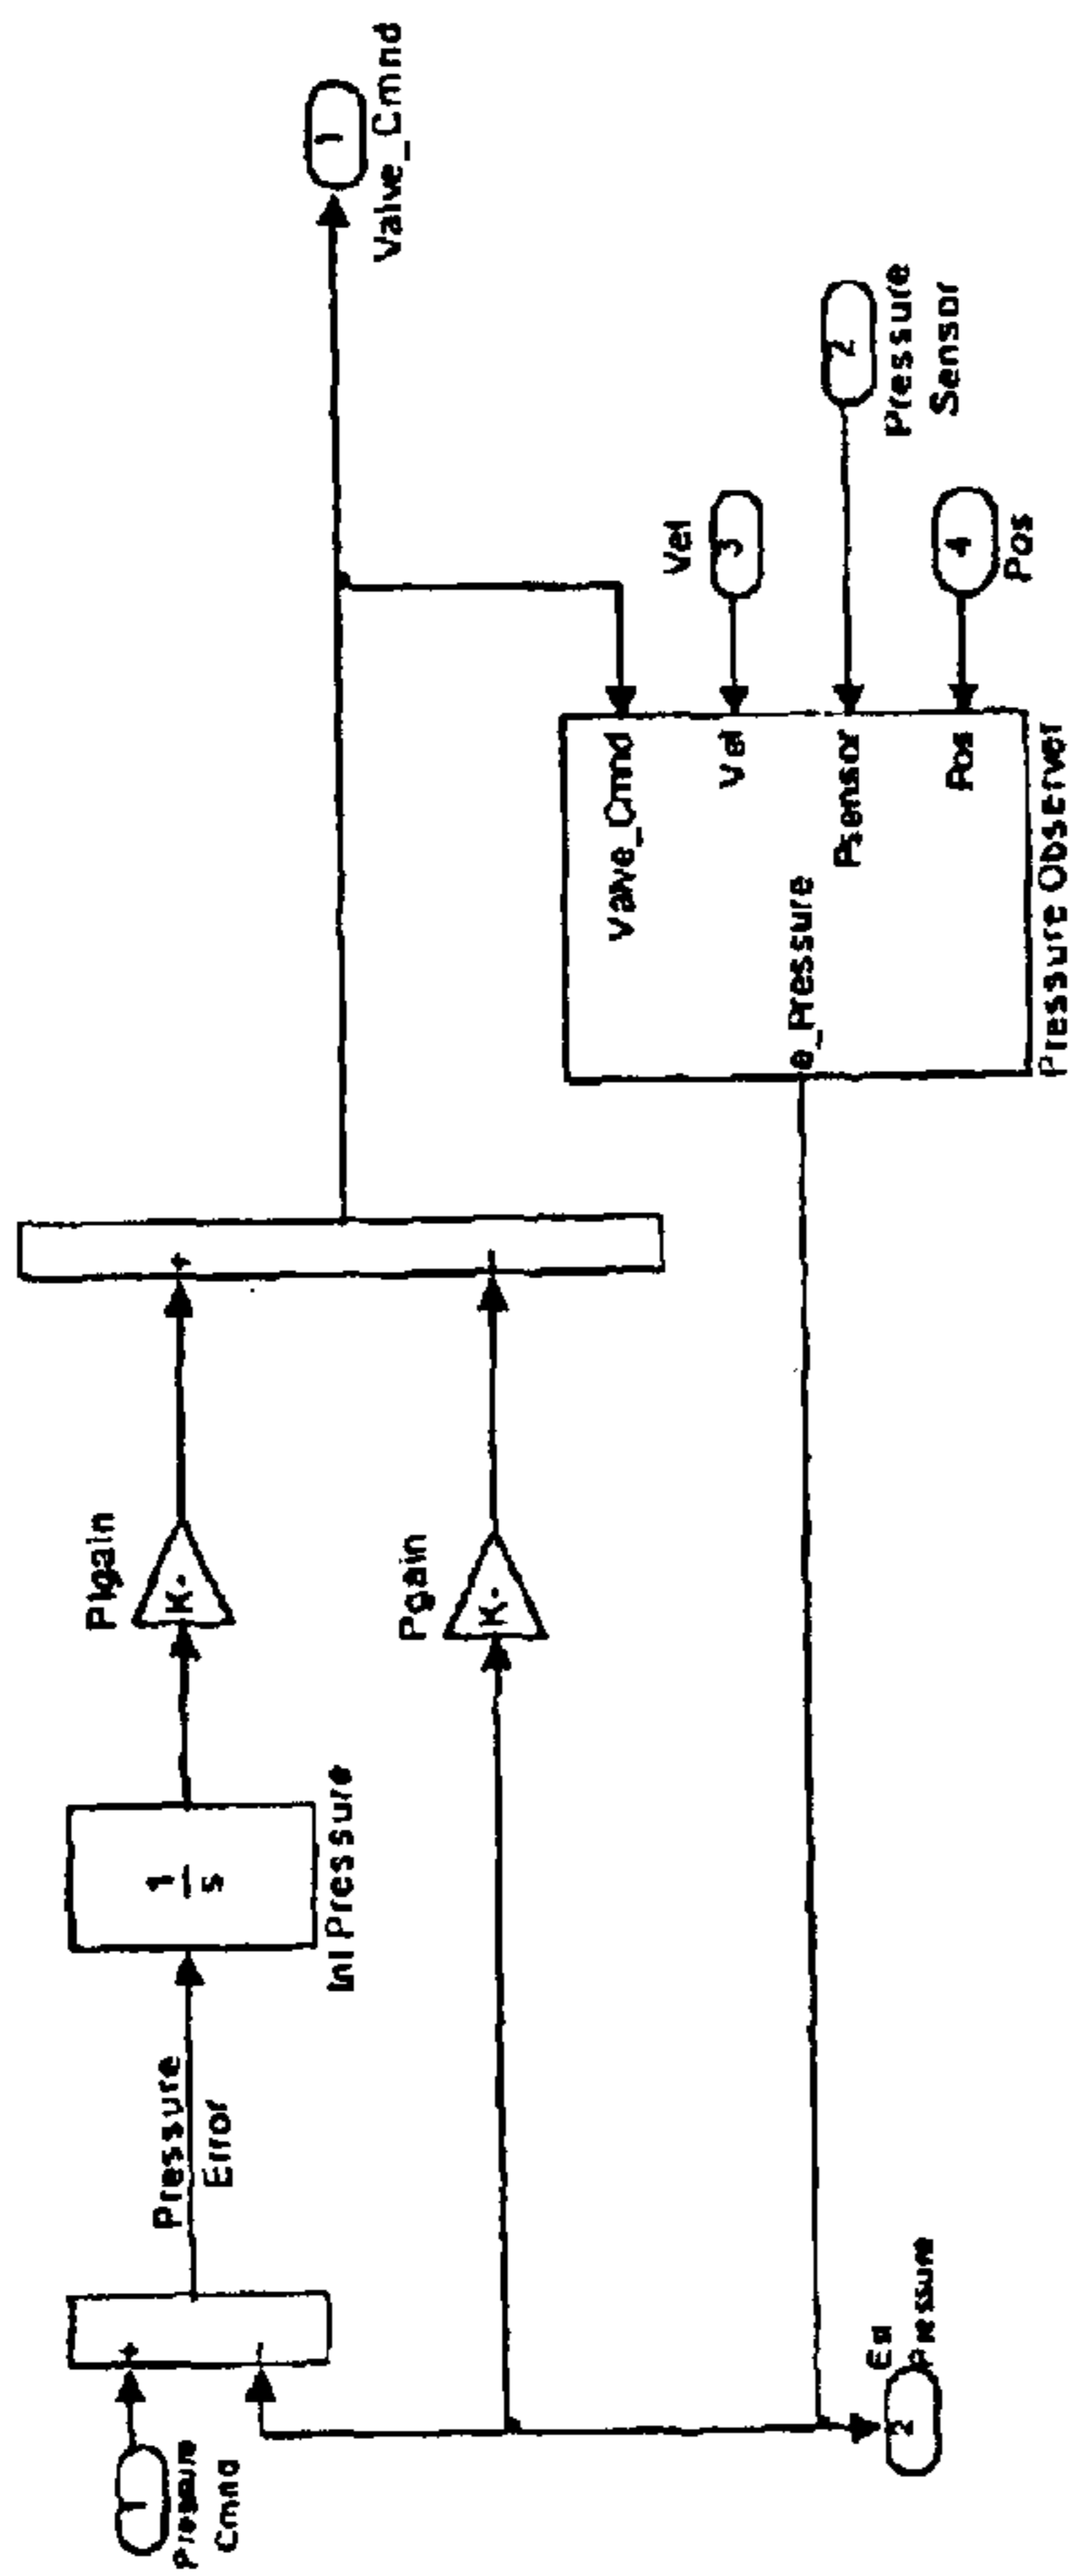 1
Pressure
Cmnd
+
-
Pressure
Error
1
s
Int Pressure
PIgain
K-
Pgain
K-
+
-
1
Valve_Cmnd
Valve_Cmnd
Vel
Psensor
Pos
e_Pressure
Pressure Observer
Vel
3
2
Pressure
Sensor
4
Pos
2
Est
Pressure